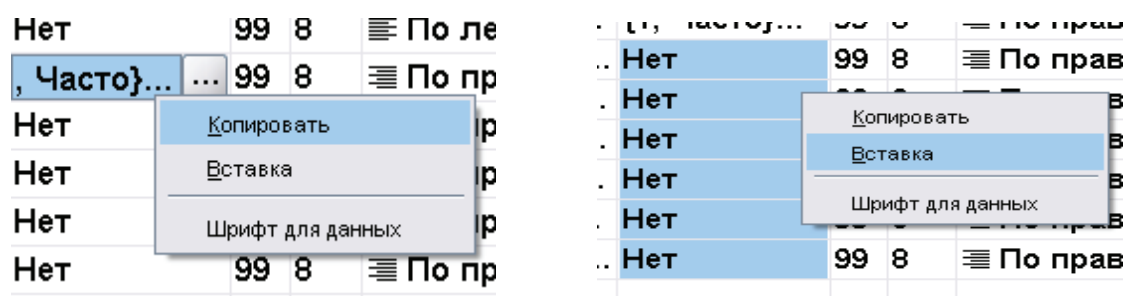 Нет 99 8 По ле
, Часто}... ... 99 8 По пр
Нет
Нет
Нет
Нет 99 8 По пр
Копировать
Вставка
Шрифт для данных
.. Нет 99 8 По прав
. Нет
. Нет
. Нет
. Нет
.. Нет 99 8 По прав
Копировать
Вставка
Шрифт для данных